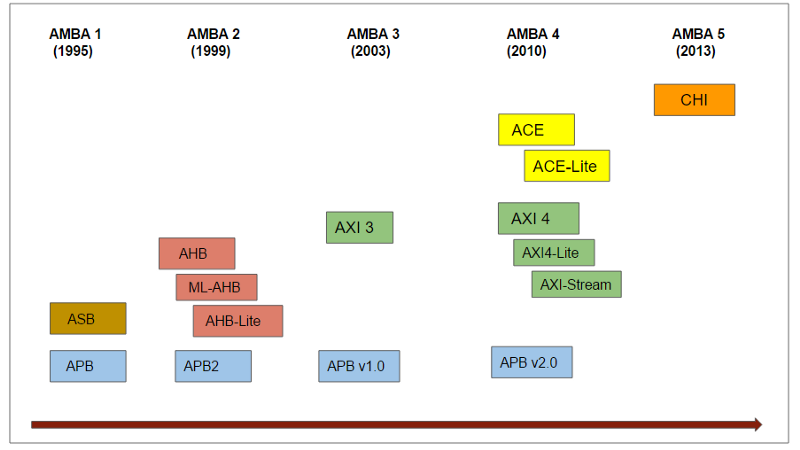 AMBA 1
(1995)
AMBA 2
(1999)
AMBA 3
(2003)
AMBA 4
(2010)
AMBA 5
(2013)
CHI
ACE
ACE-Lite
AXI 3
AXI 4
AHB
AXI4-Lite
ML-AHB
AXI-Stream
ASB
AHB-Lite
APB
APB2
APB v1.0
APB v2.0